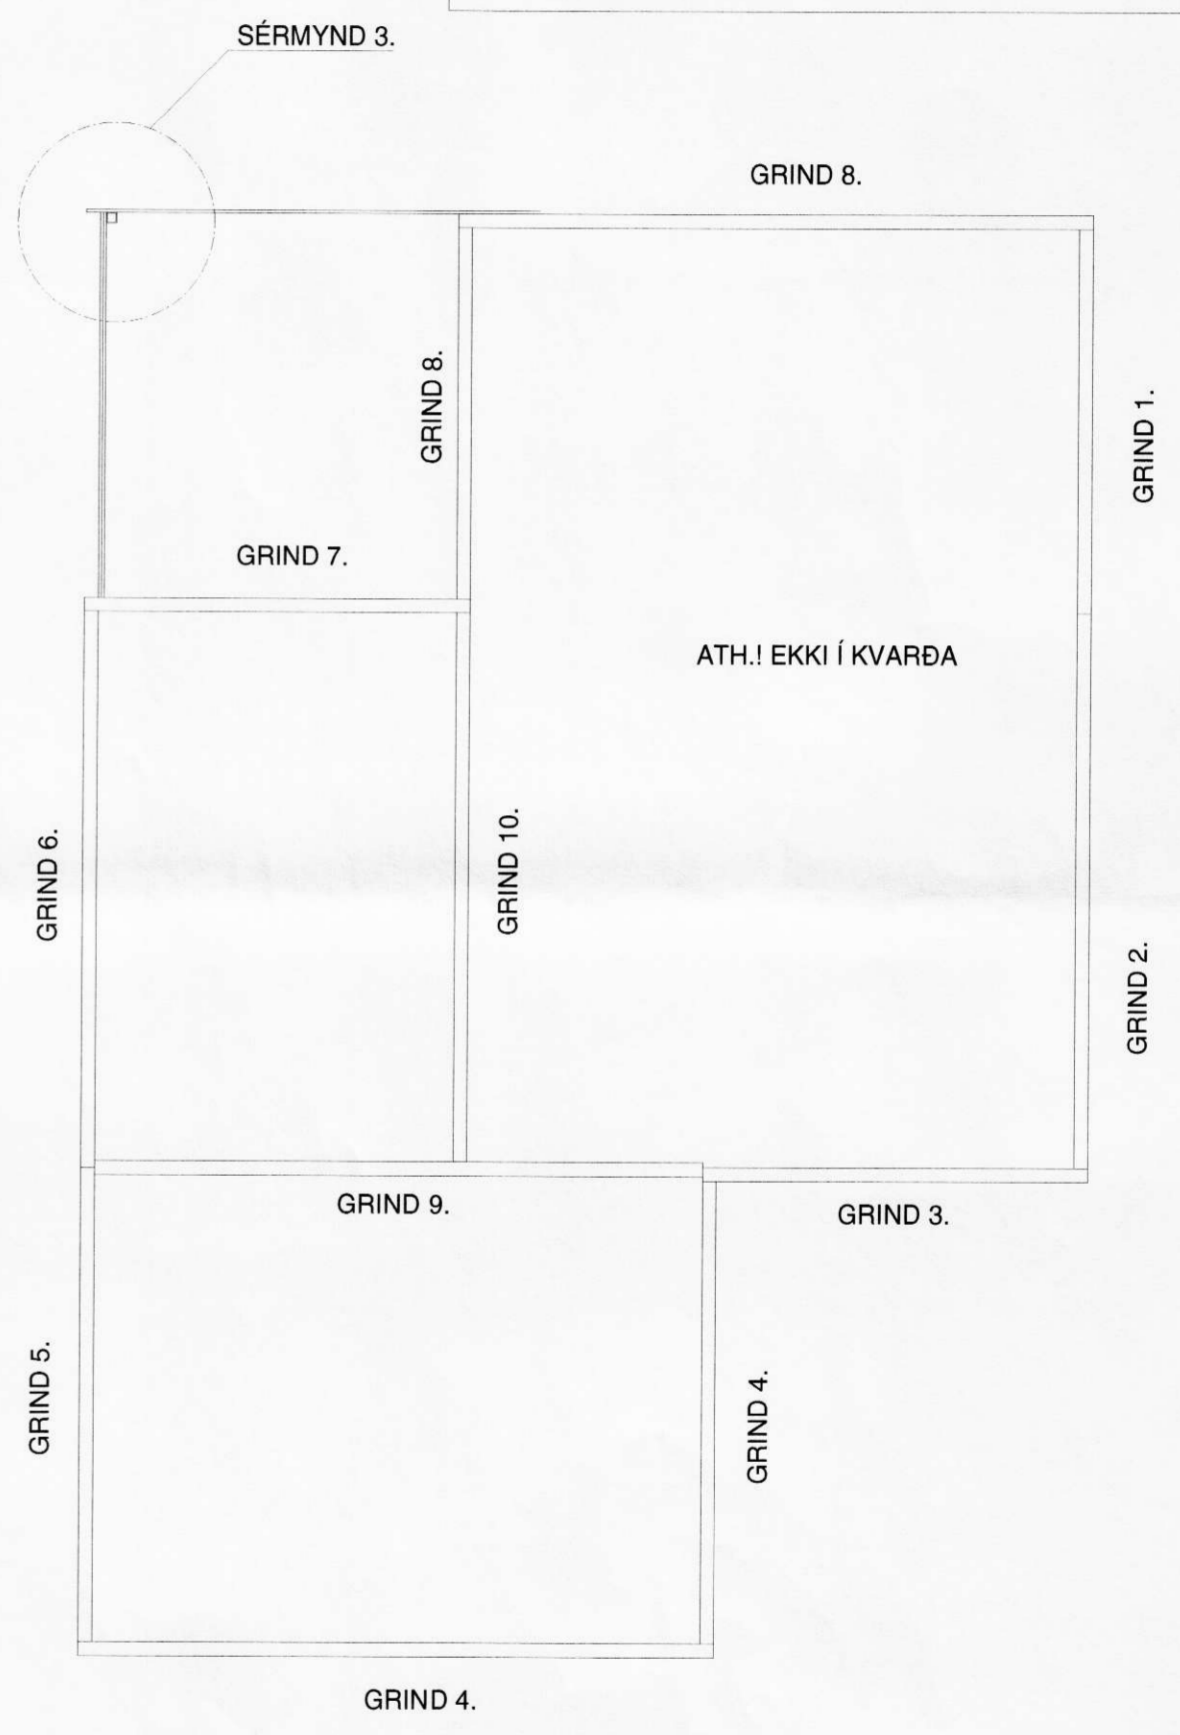 SÉRMYND 3.
GRIND 8.
GRIND 8.
GRIND 1.
GRIND 7.
ATH.! EKKI Í KVARÐA
GRIND 6.
GRIND 10.
GRIND 2.
GRIND 9.
GRIND 3.
GRIND 5.
GRIND 4.
GRIND 4.